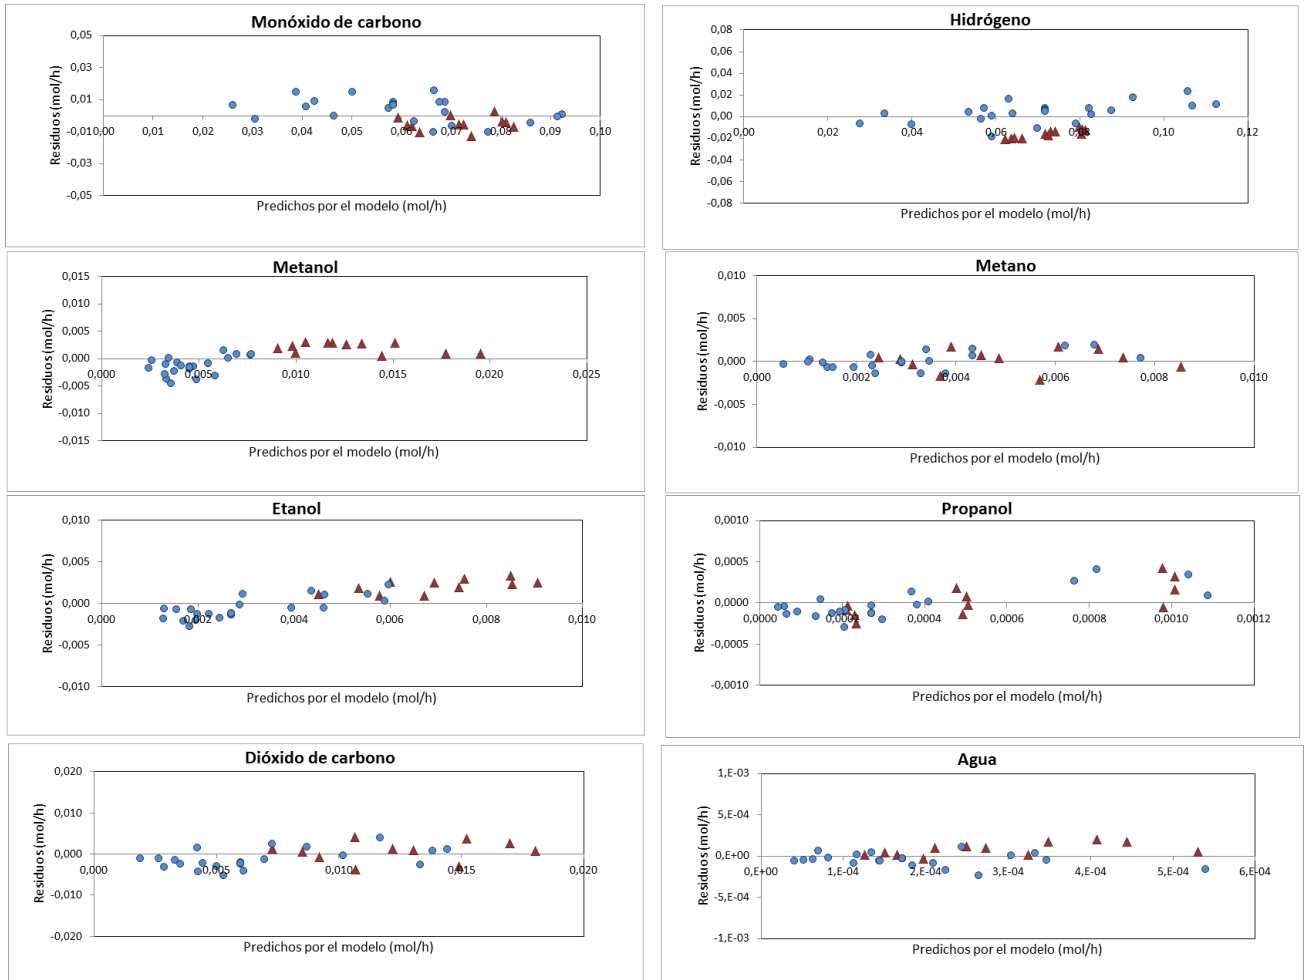 Monóxido de carbono
0,05
0,03
0,01
-0,01
0,00 0,01 0,02 0,03 0,04 0,05 0,06 0,07 0,08 0,09 0,10
-0,03
-0,05
Residuos (mol/h)
Predichos por el modelo (mol/h)
Hidrógeno
0,08
0,06
0,04
0,02
0,00
0,00 0,02 0,04 0,06 0,08 0,10 0,12
-0,02
-0,04
-0,06
-0,08
Residuos (mol/h)
Predichos por el modelo (mol/h)
Metanol
0,015
0,010
0,005
0,000
0,000 0,005 0,010 0,015 0,020 0,025
-0,005
-0,010
-0,015
Residuos (mol/h)
Predichos por el modelo (mol/h)
Metano
0,010
0,005
0,000
0,000 0,002 0,004 0,006 0,008 0,010
-0,005
-0,010
Residuos (mol/h)
Predichos por el modelo (mol/h)
Etanol
0,010
0,005
0,000
0,000 0,002 0,004 0,006 0,008 0,010
-0,005
-0,010
Residuos (mol/h)
Predichos por el modelo (mol/h)
Propanol
0,0010
0,0005
0,0000
0,0000 0,0002 0,0004 0,0006 0,0008 0,0010 0,0012
-0,0005
-0,0010
Residuos (mol/h)
Predichos por el modelo (mol/h)
Dióxido de carbono
0,020
0,010
0,000
0,000 0,005 0,010 0,015 0,020
-0,010
-0,020
Residuos (mol/h)
Predichos por el modelo (mol/h)
Agua
1,E-03
5,E-04
0,E+00
0,E+00 1,E-04 2,E-04 3,E-04 4,E-04 5,E-04 6,E-04
-5,E-04
-1,E-03
Residuos (mol/h)
Predichos por el modelo (mol/h)